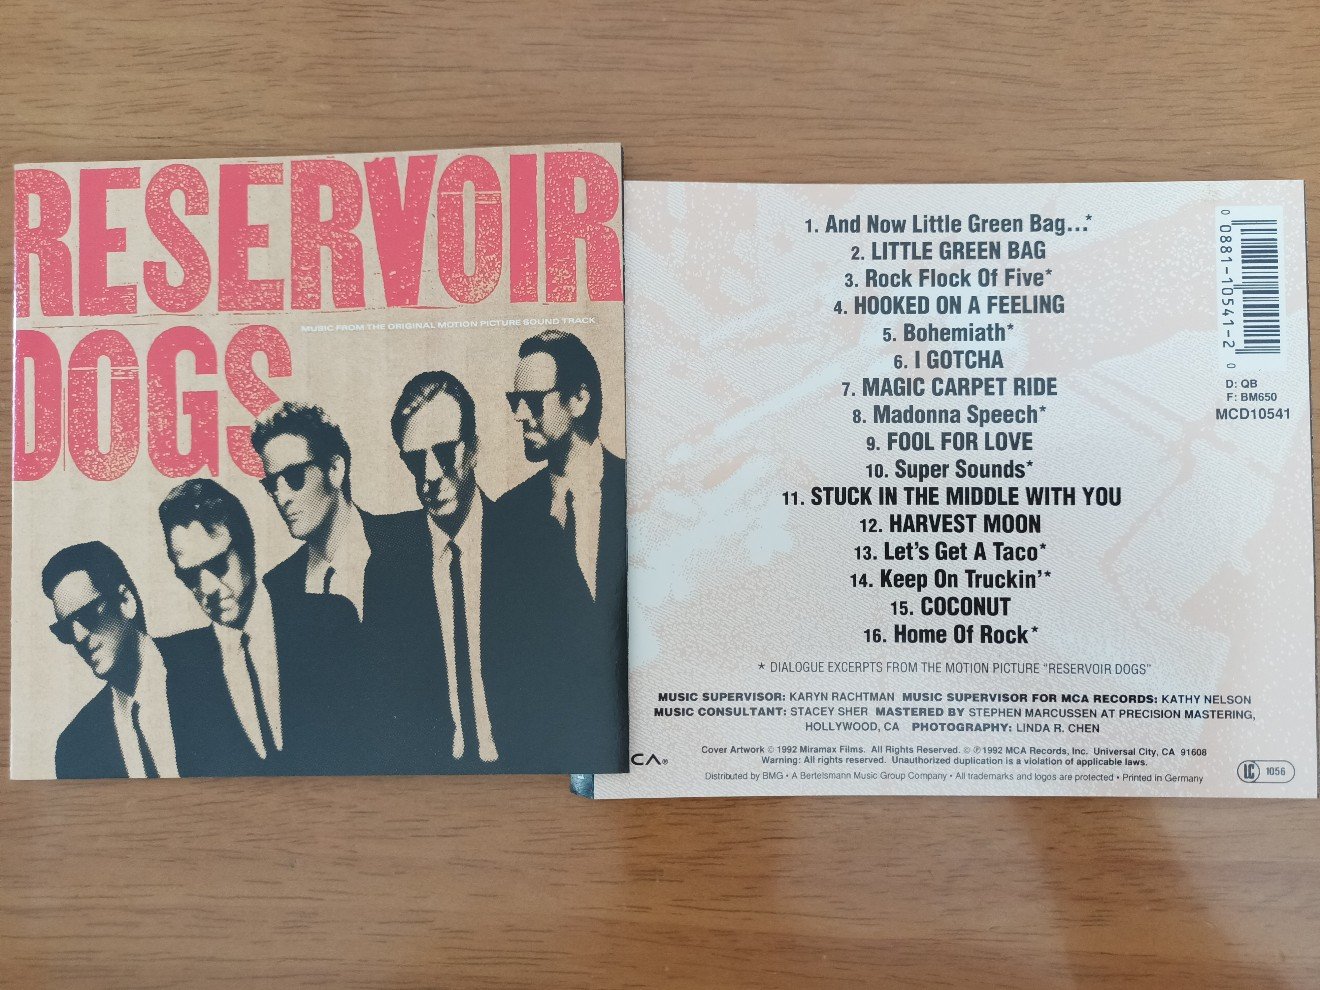 RESERVOIR
DOGS
MUSIC FROM THE ORIGINAL MOTION PICTURE SOUND TRACK
1. And Now Little Green Bag...*
2. LITTLE GREEN BAG
3. Rock Flock Of Five*
4. HOOKED ON A FEELING
5. Bohemiath*
6. I GOTCHA
7. MAGIC CARPET RIDE
8. Madonna Speech*
9. FOOL FOR LOVE
10. Super Sounds*
11. STUCK IN THE MIDDLE WITH YOU
12. HARVEST MOON
13. Let's Get A Taco*
14. Keep On Truckin'*
15. COCONUT
16. Home Of Rock*
* DIALOGUE EXCERPTS FROM THE MOTION PICTURE "RESERVOIR DOGS"
MUSIC SUPERVISOR: KARYN RACHTMAN MUSIC SUPERVISOR FOR MCA RECORDS: KATHY NELSON
MUSIC CONSULTANT: STACEY SHER MASTERED BY STEPHEN MARCUSSEN AT PRECISION MASTERING,
HOLLYWOOD, CA PHOTOGRAPHY: LINDA R. CHEN
Cover Artwork © 1992 Miramax Films. All Rights Reserved. © ℗ 1992 MCA Records, Inc. Universal City, CA 91608
Warning: All rights reserved. Unauthorized duplication is a violation of applicable laws.
Distributed by BMG • A Bertelsmann Music Group Company • All trademarks and logos are protected • Printed in Germany
CA®
LC 1056
0 0881-10541-2 0
D: QB
F: BM650
MCD10541